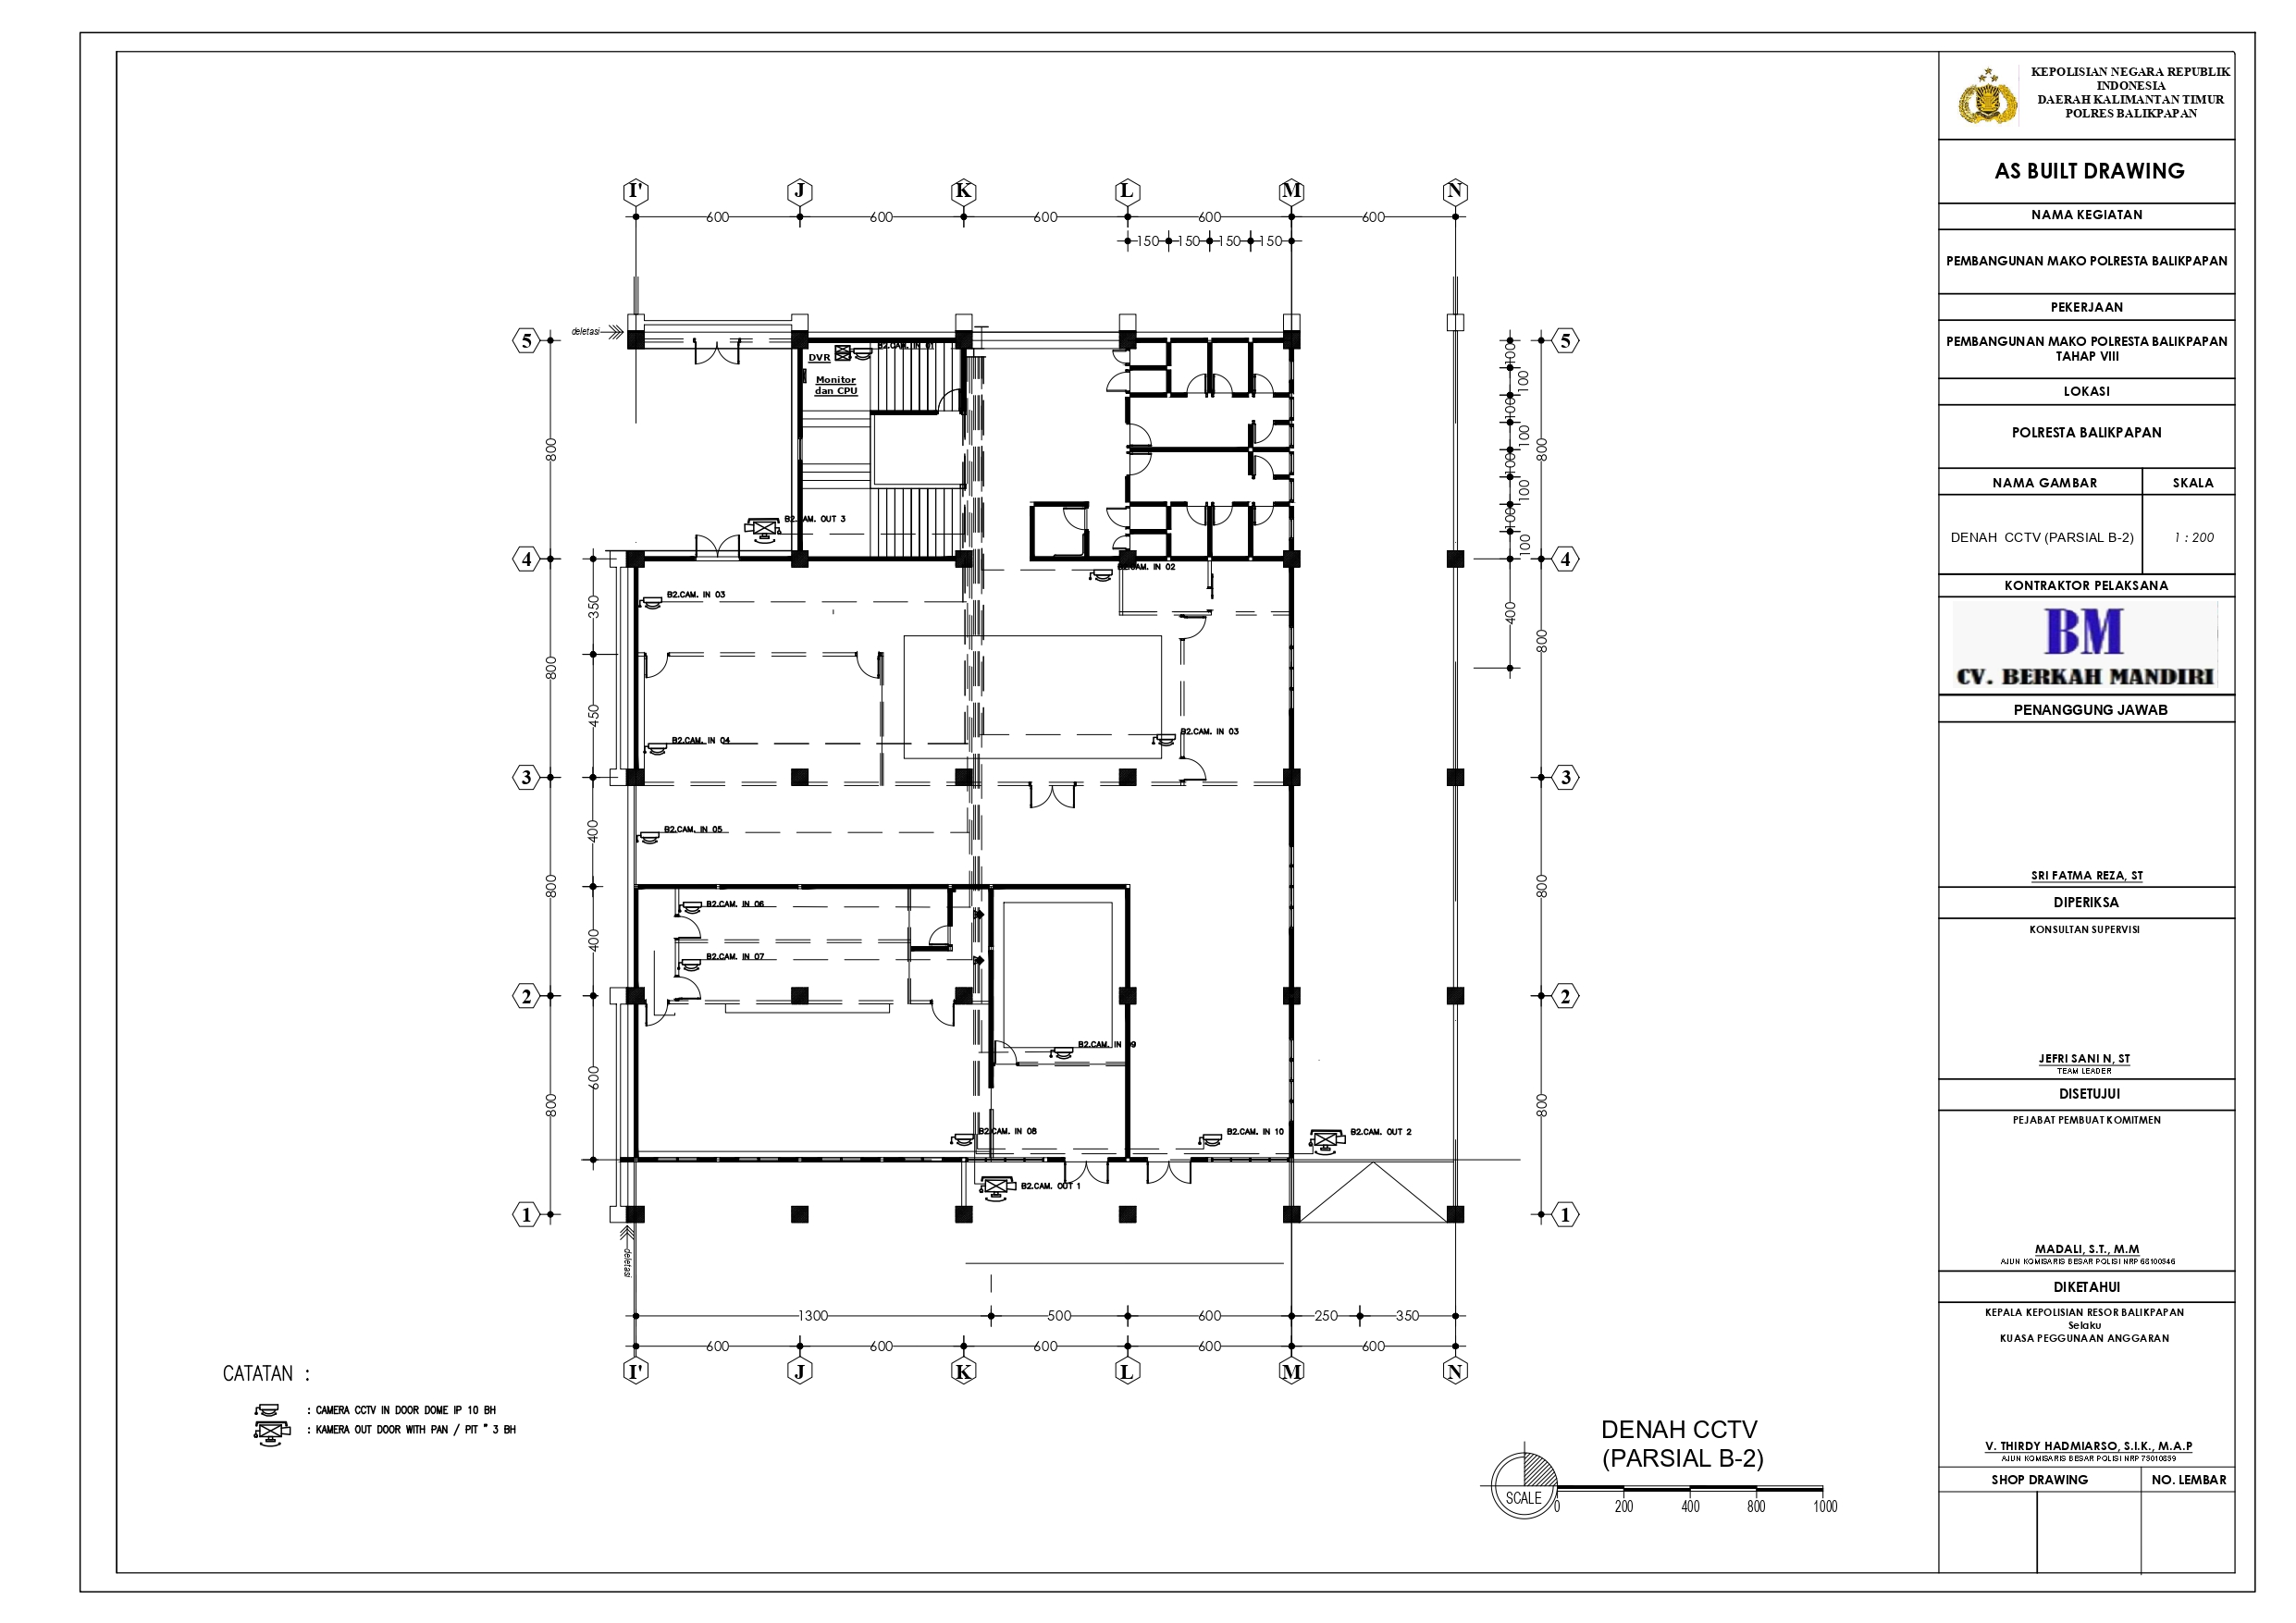 I' J K L M N
600 600 600 600 600
150 150 150 150
deletasi
5 5
B2.CAM. IN 01
DVR
Monitor
dan CPU
100
100
100
100
100
100
100
100
800 800
B2.CAM. OUT 3
4 4
B2.CAM. IN 02
B2.CAM. IN 03
350
400
800 800
450
B2.CAM. IN 03
B2.CAM. IN 04
3 3
B2.CAM. IN 05
400
800 800
B2.CAM. IN 06
400
B2.CAM. IN 07
2 2
B2.CAM. IN 09
600
800 800
B2.CAM. IN 08
B2.CAM. IN 10
B2.CAM. OUT 2
B2.CAM. OUT 1
1 1
deletasi
1300 500 600 250 350
600 600 600 600 600
I' J K L M N
CATATAN :
: CAMERA CCTV IN DOOR DOME IP 10 BH
: KAMERA OUT DOOR WITH PAN / PIT " 3 BH
DENAH CCTV
(PARSIAL B-2)
SCALE
0 200 400 800 1000
KEPOLISIAN NEGARA REPUBLIK
INDONESIA
DAERAH KALIMANTAN TIMUR
POLRES BALIKPAPAN
AS BUILT DRAWING
NAMA KEGIATAN
PEMBANGUNAN MAKO POLRESTA BALIKPAPAN
PEKERJAAN
PEMBANGUNAN MAKO POLRESTA BALIKPAPAN
TAHAP VIII
LOKASI
POLRESTA BALIKPAPAN
NAMA GAMBAR SKALA
DENAH CCTV (PARSIAL B-2) 1 : 200
KONTRAKTOR PELAKSANA
BM
CV. BERKAH MANDIRI
PENANGGUNG JAWAB
SRI FATMA REZA, ST
DIPERIKSA
KONSULTAN SUPERVISI
JEFRI SANI N, ST
TEAM LEADER
DISETUJUI
PEJABAT PEMBUAT KOMITMEN
MADALI, S.T., M.M
AJUN KOMISARIS BESAR POLISI NRP 68100346
DIKETAHUI
KEPALA KEPOLISIAN RESOR BALIKPAPAN
Selaku
KUASA PEGGUNAAN ANGGARAN
V. THIRDY HADMIARSO, S.I.K., M.A.P
AJUN KOMISARIS BESAR POLISI NRP 75010899
SHOP DRAWING NO. LEMBAR